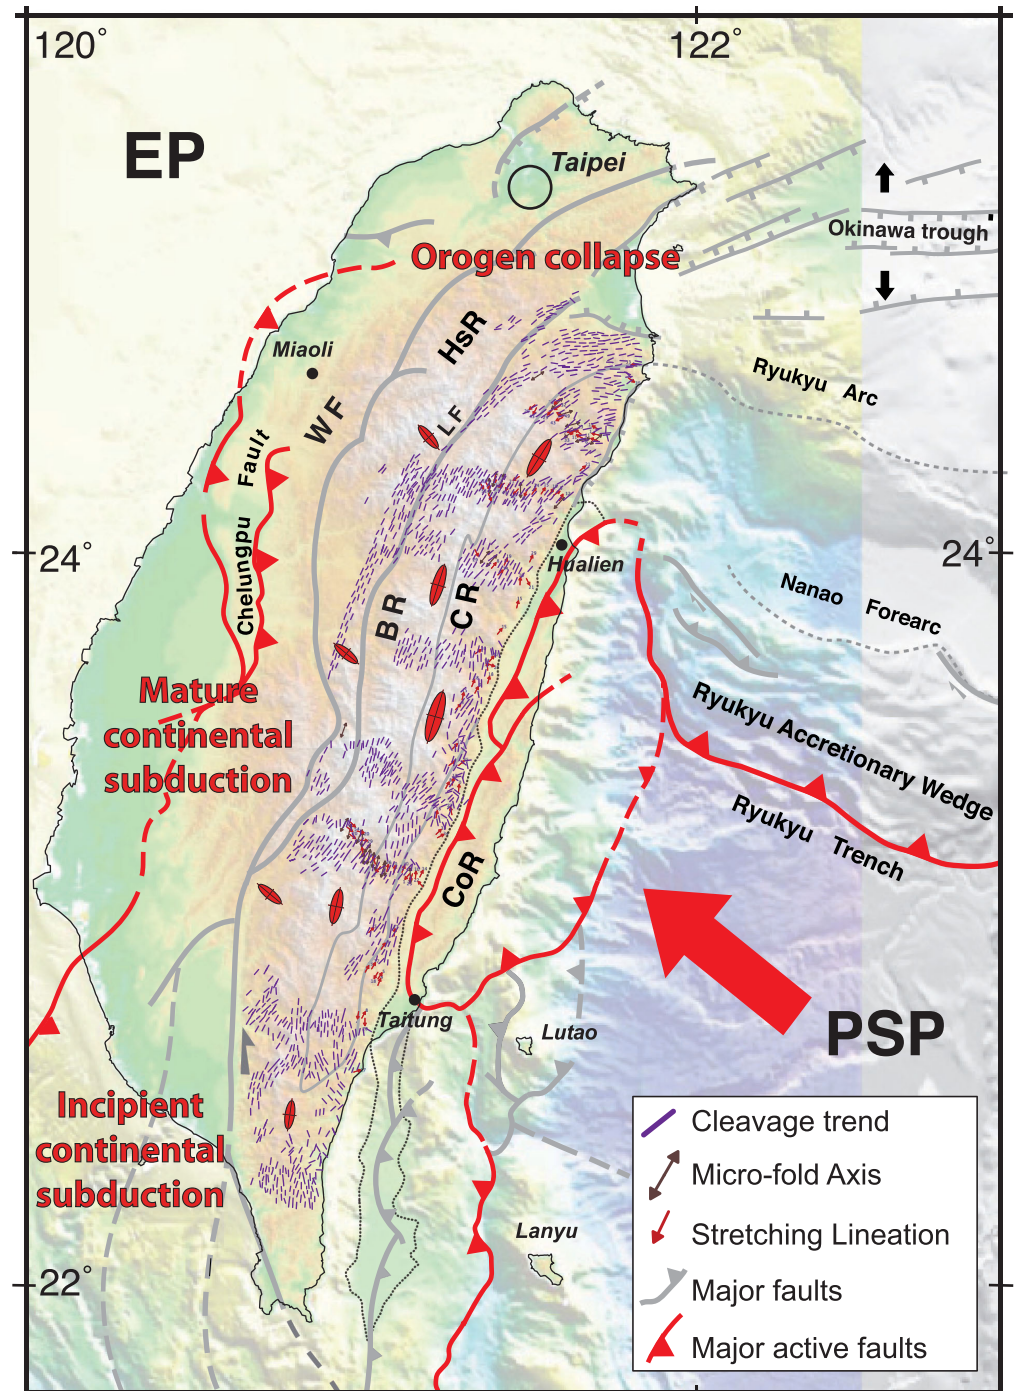 120°
122°
EP
Taipei
Okinawa trough
Orogen collapse
HsR
Miaoli
Ryukyu Arc
WF
LF
Chelungpu Fault
24°
24°
Hualien
Nanao Forearc
BR
CR
Mature
continental
subduction
Ryukyu Accretionary Wedge
Ryukyu Trench
CoR
Taitung
Lutao
PSP
Incipient
continental
subduction
Lanyu
22°
Cleavage trend
Micro-fold Axis
Stretching Lineation
Major faults
Major active faults